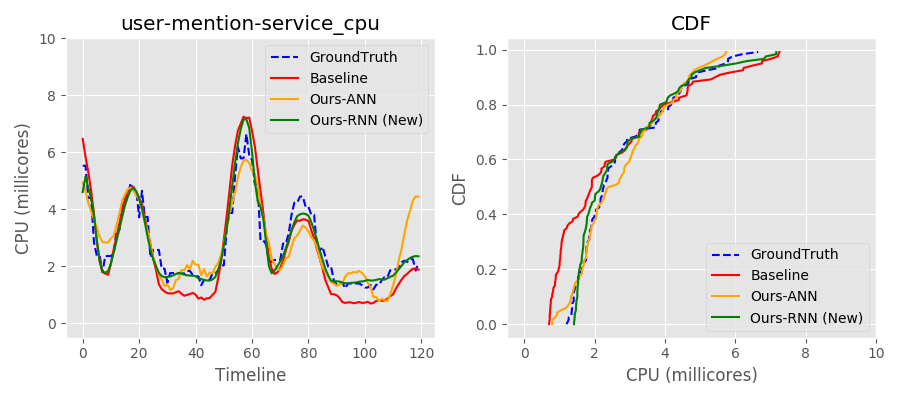 user-mention-service_cpu
CPU (millicores)
10
8
6
4
2
0
0 20 40 60 80 100 120
Timeline
GroundTruth
Baseline
Ours-ANN
Ours-RNN (New)
CDF
CDF
1.0
0.8
0.6
0.4
0.2
0.0
0 2 4 6 8 10
CPU (millicores)
GroundTruth
Baseline
Ours-ANN
Ours-RNN (New)